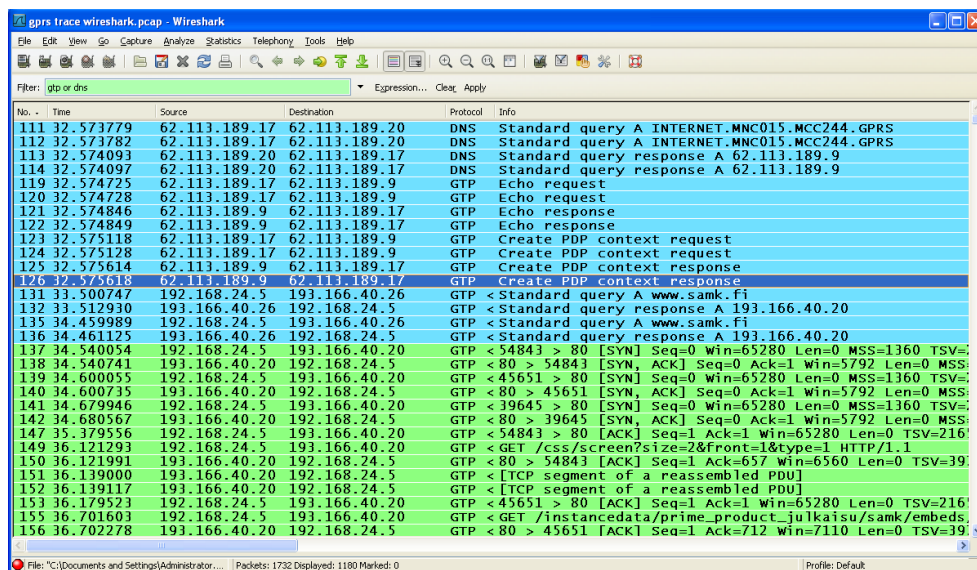 gprs trace wireshark.pcap - Wireshark
File Edit View Go Capture Analyze Statistics Telephony Tools Help
Filter: gtp or dns Expression... Clear Apply
No. Time Source Destination Protocol Info
111 32.573779 62.113.189.17 62.113.189.20 DNS Standard query A INTERNET.MNC015.MCC244.GPRS
112 32.573782 62.113.189.17 62.113.189.20 DNS Standard query A INTERNET.MNC015.MCC244.GPRS
113 32.574093 62.113.189.20 62.113.189.17 DNS Standard query response A 62.113.189.9
114 32.574097 62.113.189.20 62.113.189.17 DNS Standard query response A 62.113.189.9
119 32.574725 62.113.189.17 62.113.189.9 GTP Echo request
120 32.574728 62.113.189.17 62.113.189.9 GTP Echo request
121 32.574846 62.113.189.9 62.113.189.17 GTP Echo response
122 32.574849 62.113.189.9 62.113.189.17 GTP Echo response
123 32.575118 62.113.189.17 62.113.189.9 GTP Create PDP context request
124 32.575128 62.113.189.17 62.113.189.9 GTP Create PDP context request
125 32.575614 62.113.189.9 62.113.189.17 GTP Create PDP context response
126 32.575618 62.113.189.9 62.113.189.17 GTP Create PDP context response
131 33.500747 192.168.24.5 193.166.40.26 GTP < Standard query A www.samk.fi
132 33.512930 193.166.40.26 192.168.24.5 GTP < Standard query response A 193.166.40.20
135 34.459989 192.168.24.5 193.166.40.26 GTP < Standard query A www.samk.fi
136 34.461125 193.166.40.26 192.168.24.5 GTP < Standard query response A 193.166.40.20
137 34.540054 192.168.24.5 193.166.40.20 GTP < 54843 > 80 [SYN] Seq=0 Win=65280 Len=0 MSS=1360 TSV=
138 34.540741 193.166.40.20 192.168.24.5 GTP < 80 > 54843 [SYN, ACK] Seq=0 Ack=1 Win=5792 Len=0 MSS
139 34.600055 192.168.24.5 193.166.40.20 GTP < 45651 > 80 [SYN] Seq=0 Win=65280 Len=0 MSS=1360 TSV=
140 34.600735 193.166.40.20 192.168.24.5 GTP < 80 > 45651 [SYN, ACK] Seq=0 Ack=1 Win=5792 Len=0 MSS
141 34.679946 192.168.24.5 193.166.40.20 GTP < 39645 > 80 [SYN] Seq=0 Win=65280 Len=0 MSS=1360 TSV=
142 34.680567 193.166.40.20 192.168.24.5 GTP < 80 > 39645 [SYN, ACK] Seq=0 Ack=1 Win=5792 Len=0 MSS
147 35.379556 192.168.24.5 193.166.40.20 GTP < 54843 > 80 [ACK] Seq=1 Ack=1 Win=65280 Len=0 TSV=216
149 36.121293 192.168.24.5 193.166.40.20 GTP < GET /css/screen?size=2&front=1&type=1 HTTP/1.1
150 36.121991 193.166.40.20 192.168.24.5 GTP < 80 > 54843 [ACK] Seq=1 Ack=657 Win=6560 Len=0 TSV=39
151 36.139000 193.166.40.20 192.168.24.5 GTP < [TCP segment of a reassembled PDU]
152 36.139117 193.166.40.20 192.168.24.5 GTP < [TCP segment of a reassembled PDU]
153 36.179523 192.168.24.5 193.166.40.20 GTP < 45651 > 80 [ACK] Seq=1 Ack=1 Win=65280 Len=0 TSV=216
155 36.701603 192.168.24.5 193.166.40.20 GTP < GET /instancedata/prime_product_julkaisu/samk/embeds
156 36.702278 193.166.40.20 192.168.24.5 GTP < 80 > 45651 [ACK] Seq=1 Ack=712 Win=7110 Len=0 TSV=39
File: "C:\Documents and Settings\Administrator.... Packets: 1732 Displayed: 1180 Marked: 0 Profile: Default